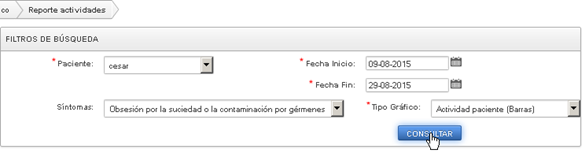 co Reporte actividades
FILTROS DE BÚSQUEDA
* Paciente: cesar * Fecha Inicio: 09-08-2015
* Fecha Fin: 29-08-2015
Síntomas: Obsesión por la suciedad o la contaminación por gérmenes * Tipo Gráfico: Actividad paciente (Barras)
CONSULTAR